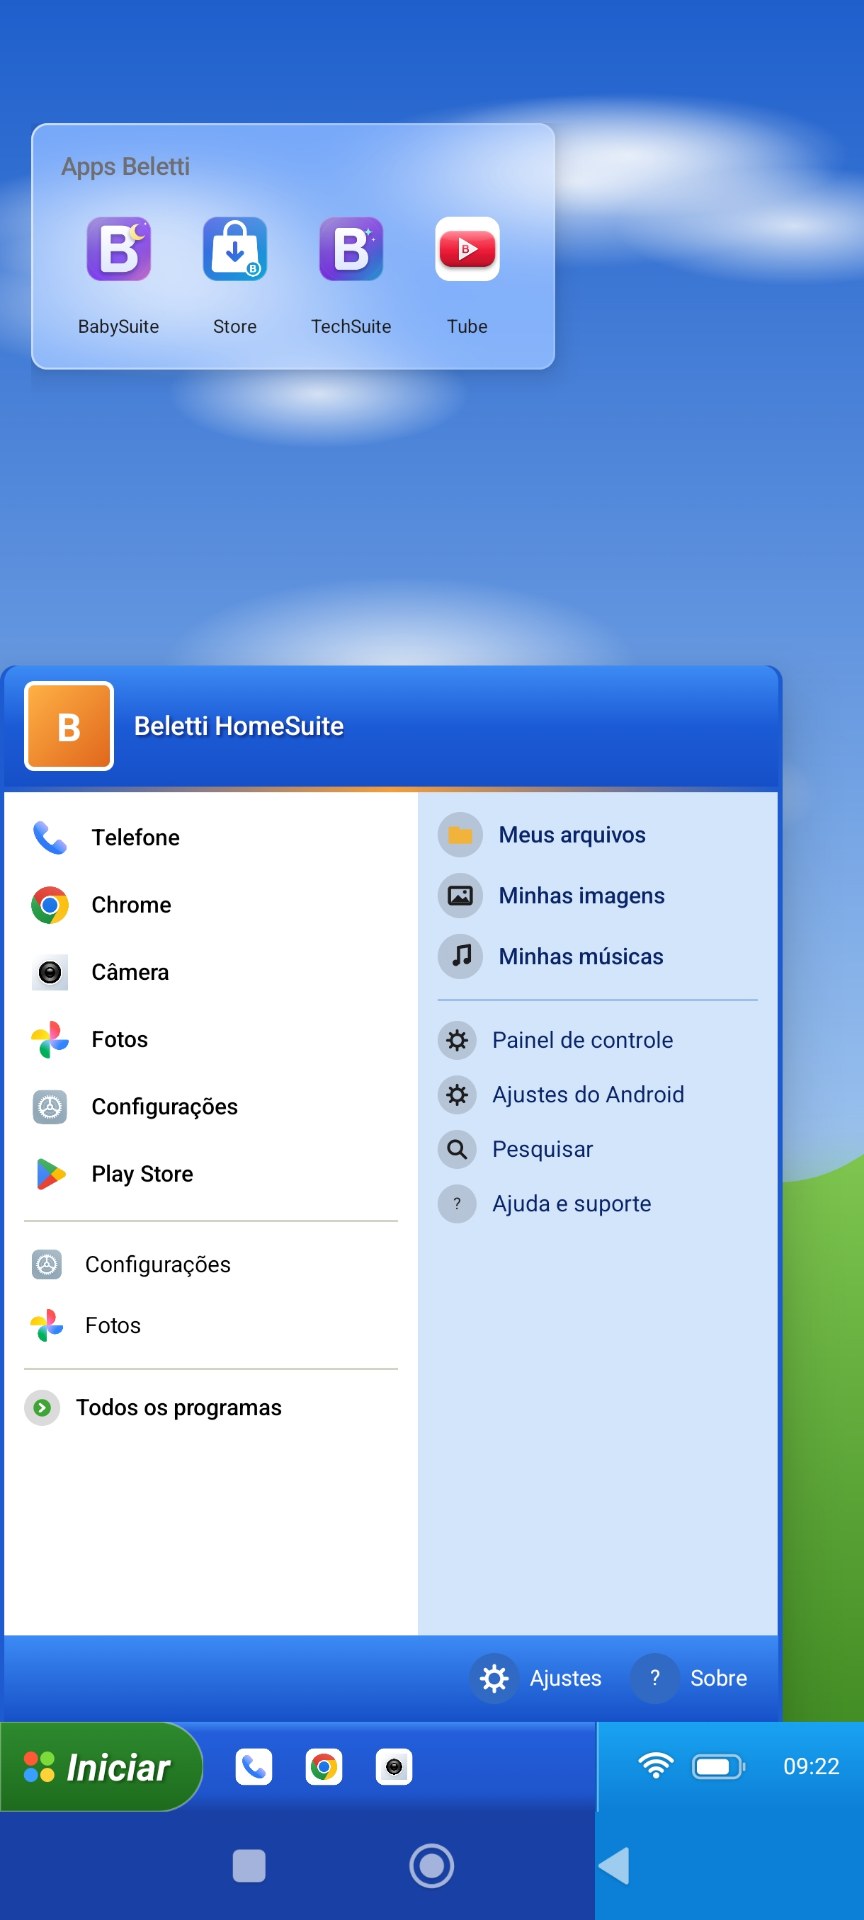 Apps Beletti
BabySuite
Store
TechSuite
Tube
B
Beletti HomeSuite
Telefone
Chrome
Câmera
Fotos
Configurações
Play Store
Configurações
Fotos
Todos os programas
Meus arquivos
Minhas imagens
Minhas músicas
Painel de controle
Ajustes do Android
Pesquisar
? Ajuda e suporte
Ajustes
? Sobre
Iniciar
09:22